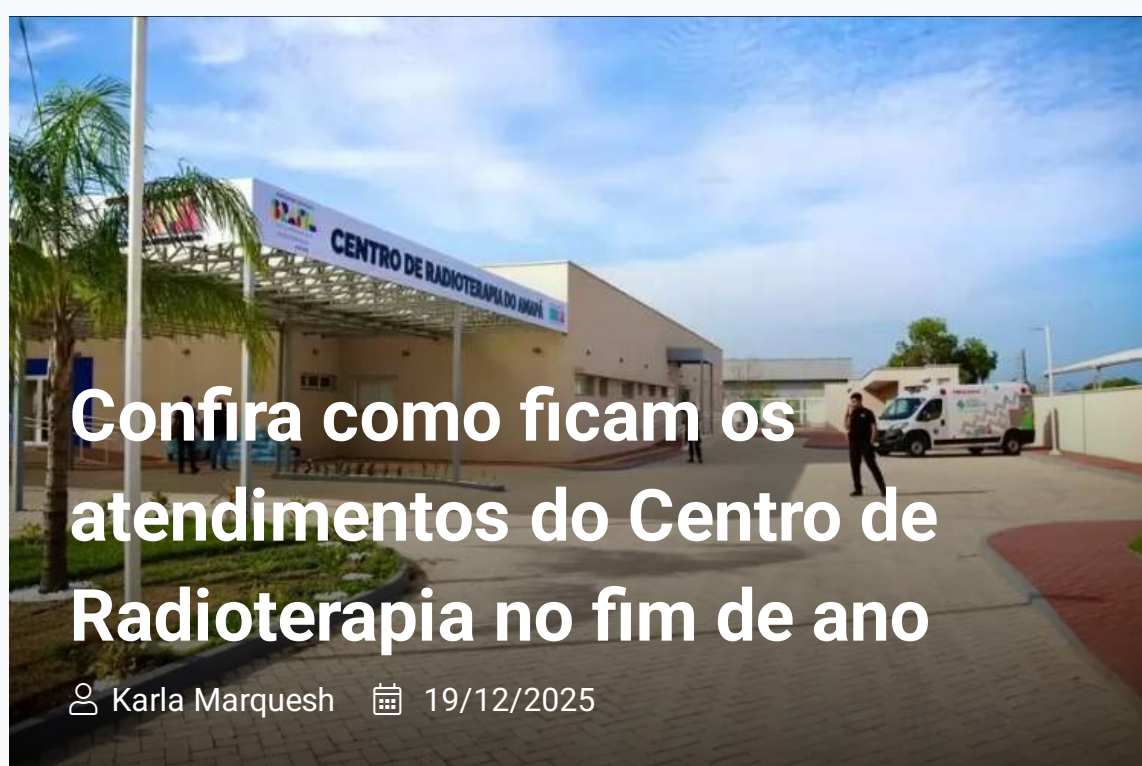 BRASIL
CENTRO DE RADIOTERAPIA DO AMAPÁ
Confira como ficam os
atendimentos do Centro de
Radioterapia no fim de ano
Karla Marquesh 19/12/2025